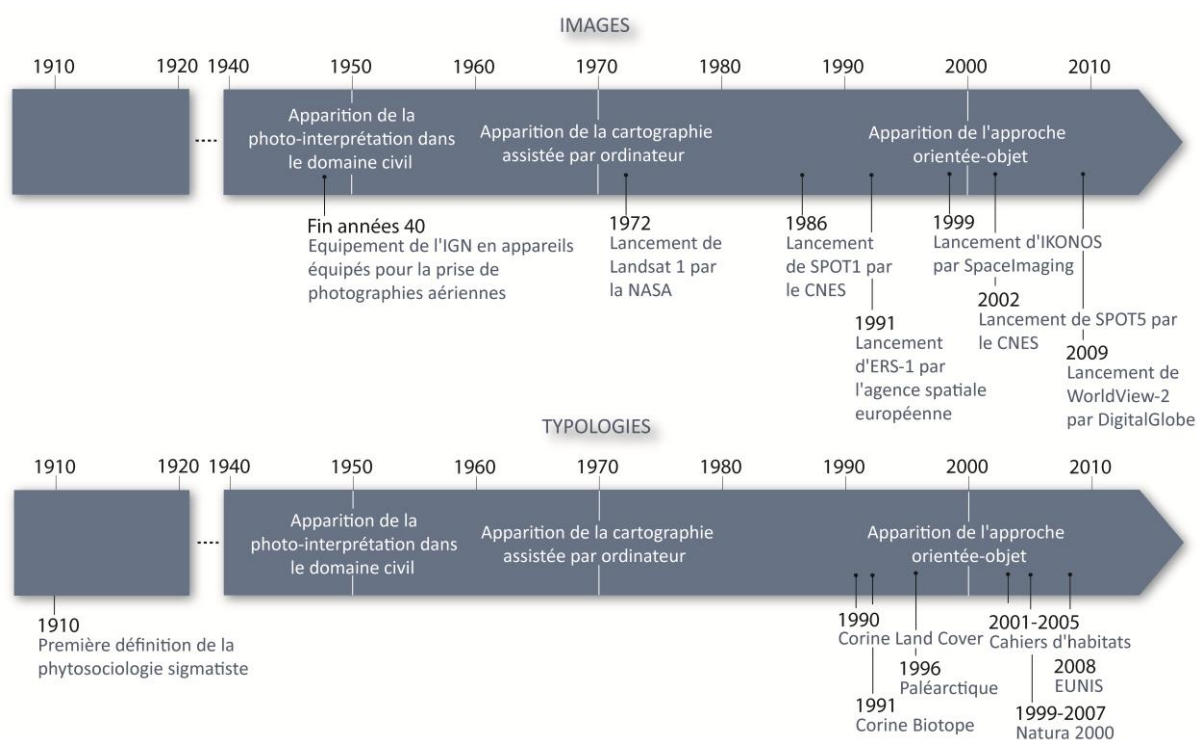 IMAGES
1910 1920 1940 1950 1960 1970 1980 1990 2000 2010
Apparition de la
photo-interprétation dans
le domaine civil
Apparition de la cartographie
assistée par ordinateur
Apparition de l'approche
orientée-objet
Fin années 40
Equipement de l'IGN en appareils
équipés pour la prise de
photographies aériennes
1972
Lancement de
Landsat 1 par
la NASA
1986
Lancement
de SPOT1 par
le CNES
1991
Lancement
d'ERS-1 par
l'agence spatiale
européenne
1999
Lancement d'IKONOS
par SpaceImaging
2002
Lancement de SPOT5 par
le CNES
2009
Lancement de
WorldView-2
par DigitalGlobe
TYPOLOGIES
1910 1920 1940 1950 1960 1970 1980 1990 2000 2010
Apparition de la
photo-interprétation dans
le domaine civil
Apparition de la cartographie
assistée par ordinateur
Apparition de l'approche
orientée-objet
1910
Première définition de la
phytosociologie sigmatiste
1990
Corine Land Cover
1991
Corine Biotope
1996
Paléarctique
2001-2005
Cahiers d'habitats
1999-2007
Natura 2000
2008
EUNIS